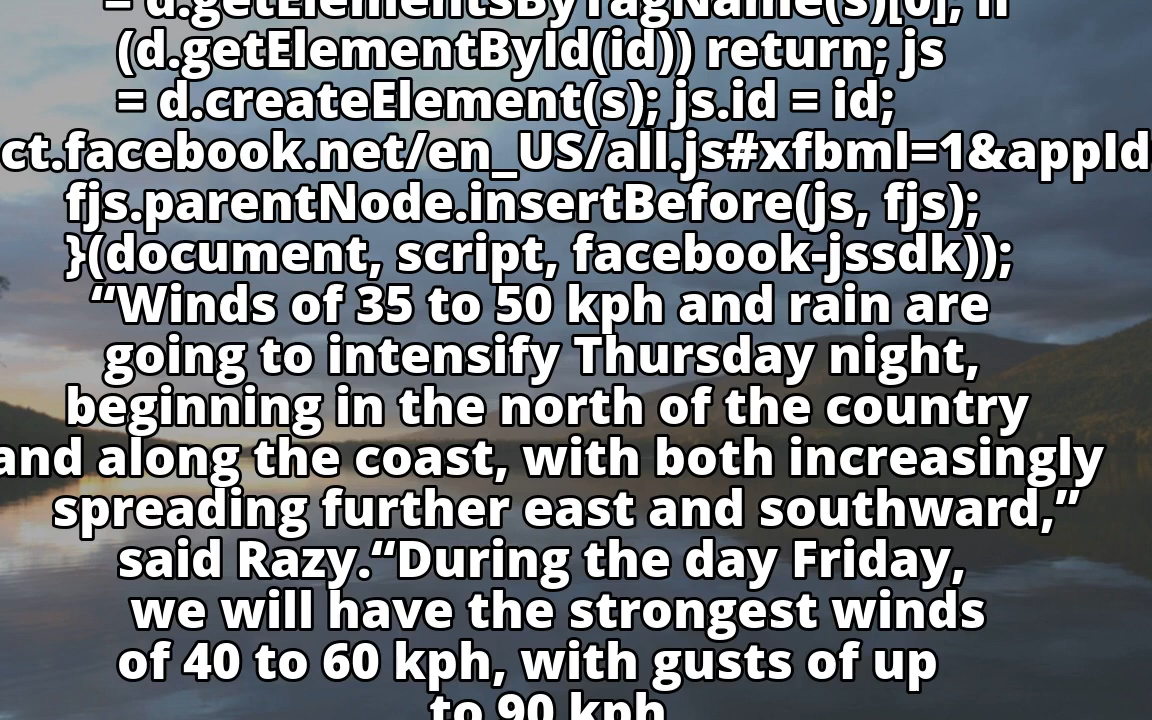 = d.getElementsByTagName(s)[0]; if
(d.getElementById(id)) return; js
= d.createElement(s); js.id = id;
ct.facebook.net/en_US/all.js#xfbml=1&appId
fjs.parentNode.insertBefore(js, fjs);
}(document, script, facebook-jssdk));
“Winds of 35 to 50 kph and rain are
going to intensify Thursday night,
beginning in the north of the country
and along the coast, with both increasingly
spreading further east and southward,”
said Razy.“During the day Friday,
we will have the strongest winds
of 40 to 60 kph, with gusts of up
to 90 kph